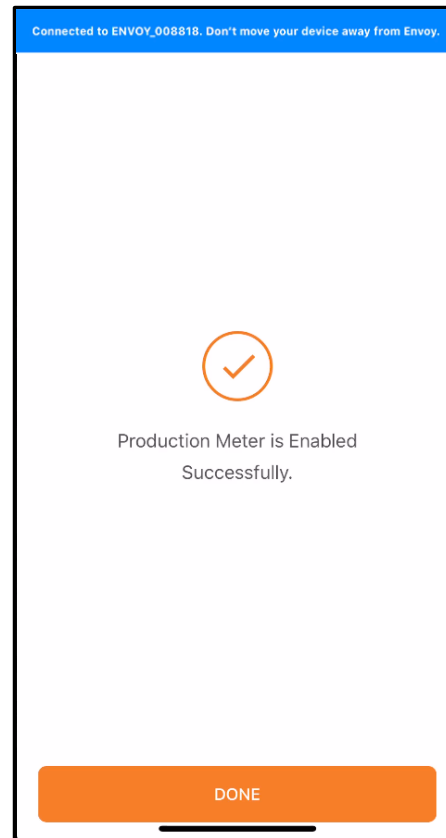 Connected to ENVOY_008818. Don't move your device away from Envoy.
Production Meter is Enabled
Successfully.
DONE